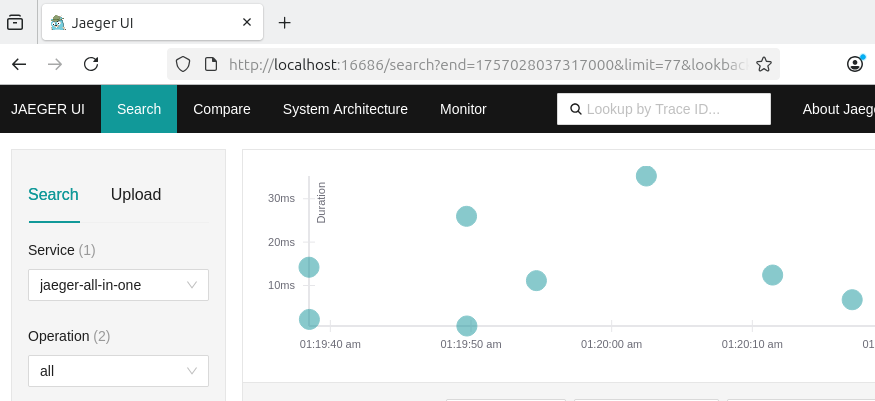 Jaeger UI
http://localhost:16686/search?end=1757028037317000&limit=77&lookbac
JAEGER UI Search Compare System Architecture Monitor Lookup by Trace ID... About Jaeg
Search Upload
Service (1)
jaeger-all-in-one
Operation (2)
all
Duration
30ms
20ms
10ms
01:19:40 am 01:19:50 am 01:20:00 am 01:20:10 am 01